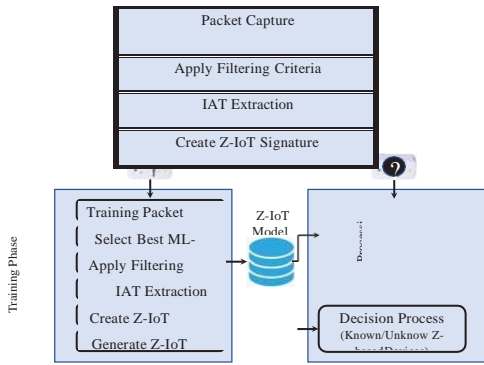 Packet Capture
Apply Filtering Criteria
IAT Extraction
Create Z-IoT Signature
?
Training Phase
Training Packet
Select Best ML-
Apply Filtering
IAT Extraction
Create Z-IoT
Generate Z-IoT
Z-IoT
Model
Decision Process
(Known/Unknow Z-